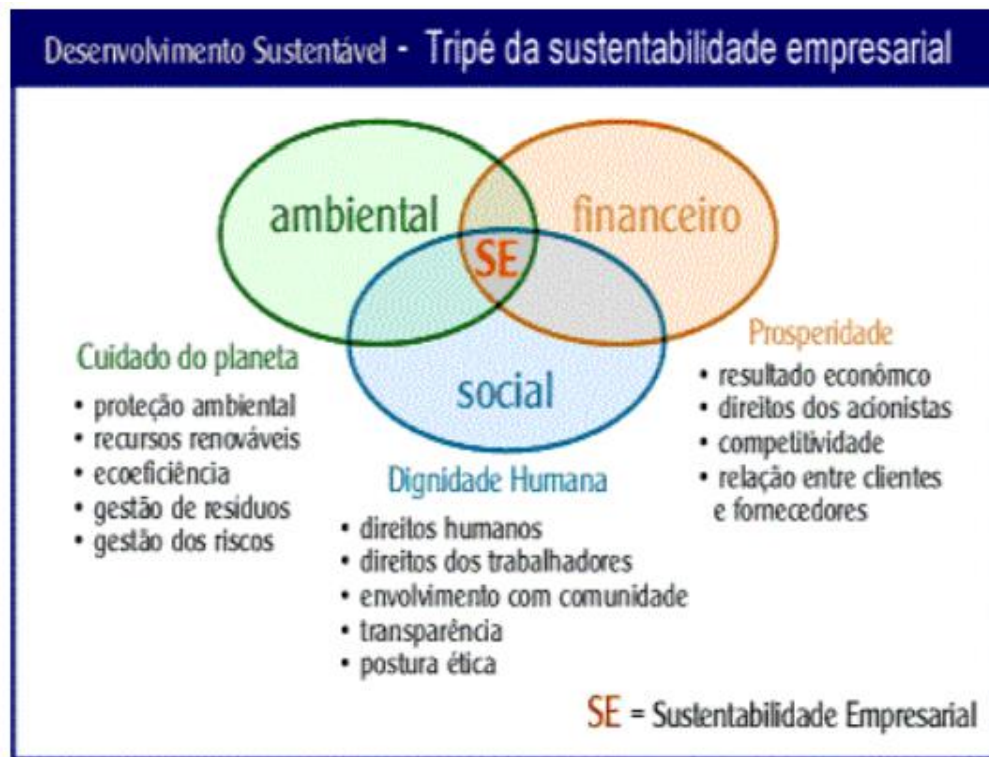 Desenvolvimento Sustentável - Tripé da sustentabilidade empresarial
ambiental
financeiro
SE
social
Cuidado do planeta
• proteção ambiental
• recursos renováveis
• ecoeficiência
• gestão de resíduos
• gestão dos riscos
Dignidade Humana
• direitos humanos
• direitos dos trabalhadores
• envolvimento com comunidade
• transparência
• postura ética
Prosperidade
• resultado econômco
• direitos dos acionistas
• competitividade
• relação entre clientes
e fornecedores
SE = Sustentabilidade Empresarial